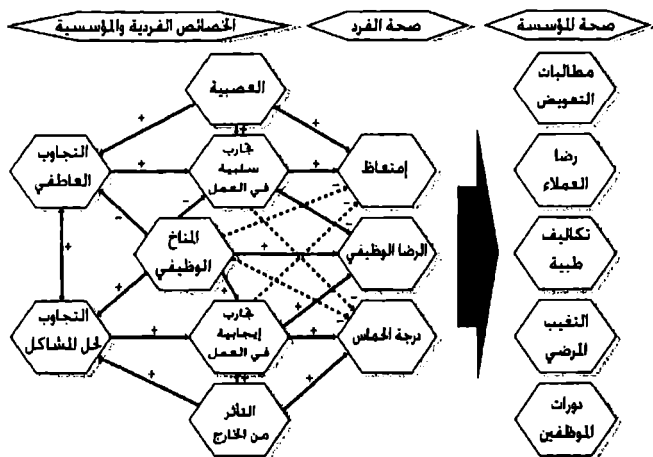 الخصائص الفردية والمؤسسية
صحة الفرد
صحة المؤسسة
العصبية
التجاوب
العاطفي
تجارب
سلبية
في العمل
إمتعاظ
المناخ
الوظيفي
الرضا الوظيفي
التجاوب
لحل المشاكل
تجارب
إيجابية
في العمل
درجة الحماس
التأثر
من الخارج
مطالبات
التعويض
رضا
العملاء
تكاليف
طبية
التغيب
المرضي
دورات
الموظفين